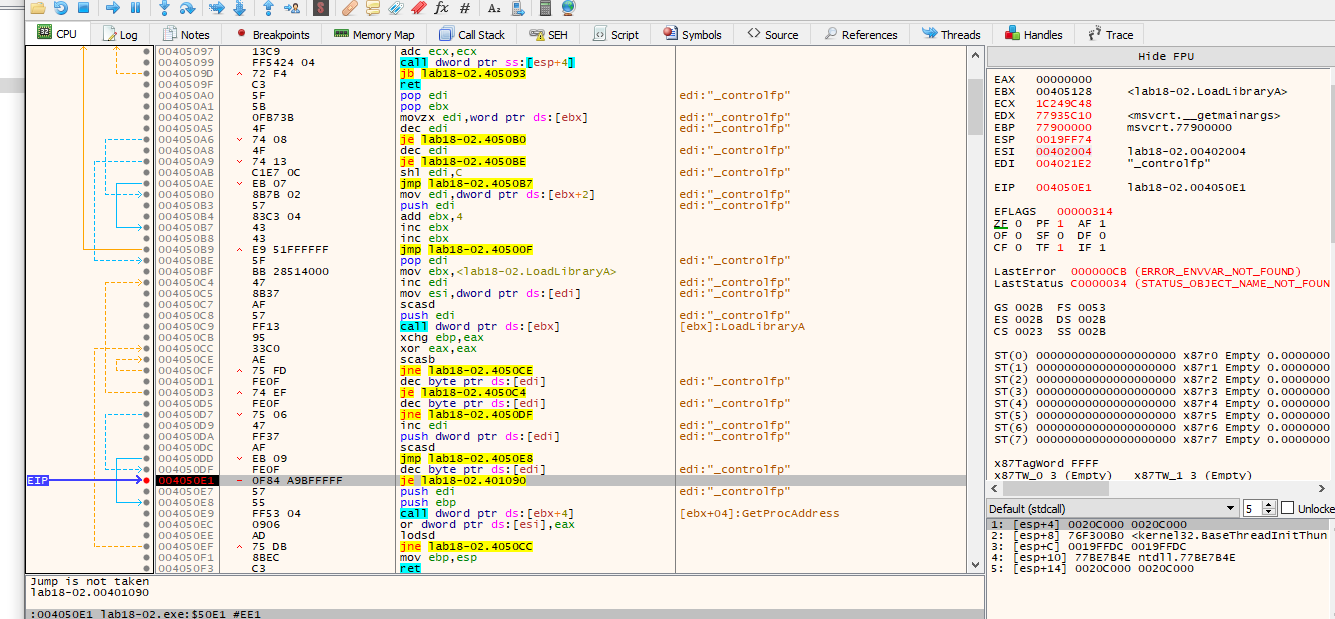 CPU Log Notes Breakpoints Memory Map Call Stack SEH Script Symbols Source References Threads Handles Trace
00405097 13C9 adc ecx,ecx
00405099 FF5424 04 call dword ptr ss:[esp+4]
0040509D 72 F4 jb lab18-02.405093
0040509F C3 ret
004050A0 5F pop edi edi:"_controlfp"
004050A1 5B pop ebx
004050A2 0FB73B movzx edi,word ptr ds:[ebx] edi:"_controlfp"
004050A5 4F dec edi edi:"_controlfp"
004050A6 74 08 je lab18-02.4050B0
004050A8 4F dec edi edi:"_controlfp"
004050A9 74 13 je lab18-02.4050BE
004050AB C1E7 0C shl edi,C edi:"_controlfp"
004050AE EB 07 jmp lab18-02.4050B7
004050B0 8B7B 02 mov edi,dword ptr ds:[ebx+2] edi:"_controlfp"
004050B3 57 push edi edi:"_controlfp"
004050B4 83C3 04 add ebx,4
004050B7 43 inc ebx
004050B8 43 inc ebx
004050B9 E9 51FFFFFF jmp lab18-02.40500F
004050BE 5F pop edi edi:"_controlfp"
004050BF BB 28514000 mov ebx,<lab18-02.LoadLibraryA>
004050C4 47 inc edi edi:"_controlfp"
004050C5 8B37 mov esi,dword ptr ds:[edi] edi:"_controlfp"
004050C7 AF scasd
004050C8 57 push edi edi:"_controlfp"
004050C9 FF13 call dword ptr ds:[ebx] [ebx]:LoadLibraryA
004050CB 95 xchg ebp,eax
004050CC 33C0 xor eax,eax
004050CE AE scasb
004050CF 75 FD jne lab18-02.4050CE
004050D1 FE0F dec byte ptr ds:[edi] edi:"_controlfp"
004050D3 74 EF je lab18-02.4050C4
004050D5 FE0F dec byte ptr ds:[edi] edi:"_controlfp"
004050D7 75 06 jne lab18-02.4050DF
004050D9 47 inc edi edi:"_controlfp"
004050DA FF37 push dword ptr ds:[edi] edi:"_controlfp"
004050DC AF scasd
004050DD EB 09 jmp lab18-02.4050E8
004050DF FE0F dec byte ptr ds:[edi] edi:"_controlfp"
EIP 004050E1 0F84 A9BFFFFF je lab18-02.401090
004050E7 57 push edi edi:"_controlfp"
004050E8 55 push ebp
004050E9 FF53 04 call dword ptr ds:[ebx+4] [ebx+04]:GetProcAddress
004050EC 0906 or dword ptr ds:[esi],eax
004050EE AD lodsd
004050EF 75 DB jne lab18-02.4050CC
004050F1 8BEC mov ebp,esp
004050F3 C3 ret
Jump is not taken
lab18-02.00401090
:004050E1 lab18-02.exe:$50E1 #EE1
Hide FPU
EAX 00000000
EBX 00405128 <lab18-02.LoadLibraryA>
ECX 1C249C48
EDX 77935C10 <msvcrt.__getmainargs>
EBP 77900000 msvcrt.77900000
ESP 0019FF74
ESI 00402004 lab18-02.00402004
EDI 004021E2 "_controlfp"
EIP 004050E1 lab18-02.004050E1
EFLAGS 00000314
ZF 0 PF 1 AF 1
OF 0 SF 0 DF 0
CF 0 TF 1 IF 1
LastError 000000CB (ERROR_ENVVAR_NOT_FOUND)
LastStatus C0000034 (STATUS_OBJECT_NAME_NOT_FOUN
GS 002B FS 0053
ES 002B DS 002B
CS 0023 SS 002B
ST(0) 00000000000000000000 x87r0 Empty 0.0000000
ST(1) 00000000000000000000 x87r1 Empty 0.0000000
ST(2) 00000000000000000000 x87r2 Empty 0.0000000
ST(3) 00000000000000000000 x87r3 Empty 0.0000000
ST(4) 00000000000000000000 x87r4 Empty 0.0000000
ST(5) 00000000000000000000 x87r5 Empty 0.0000000
ST(6) 00000000000000000000 x87r6 Empty 0.0000000
ST(7) 00000000000000000000 x87r7 Empty 0.0000000
x87TagWord FFFF
x87TW_0 3 (Empty) x87TW_1 3 (Empty)
Default (stdcall) 5 Unlocke
1: [esp+4] 0020C000 0020C000
2: [esp+8] 76F300B0 <kernel32.BaseThreadInitThun
3: [esp+C] 0019FFDC 0019FFDC
4: [esp+10] 77BE7B4E ntdll.77BE7B4E
5: [esp+14] 0020C000 0020C000